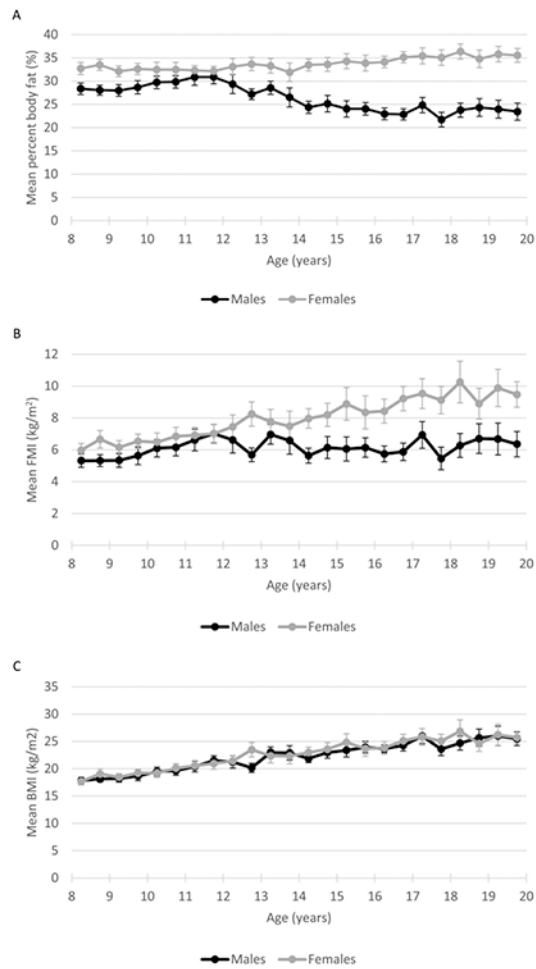 A
Mean percent body fat (%)
45
40
35
30
25
20
15
10
5
0
8 9 10 11 12 13 14 15 16 17 18 19 20
Age (years)
Males Females
B
Mean FMI (kg/m²)
12
10
8
6
4
2
0
8 9 10 11 12 13 14 15 16 17 18 19 20
Age (years)
Males Females
C
Mean BMI (kg/m2)
35
30
25
20
15
10
5
0
8 9 10 11 12 13 14 15 16 17 18 19 20
Age (years)
Males Females